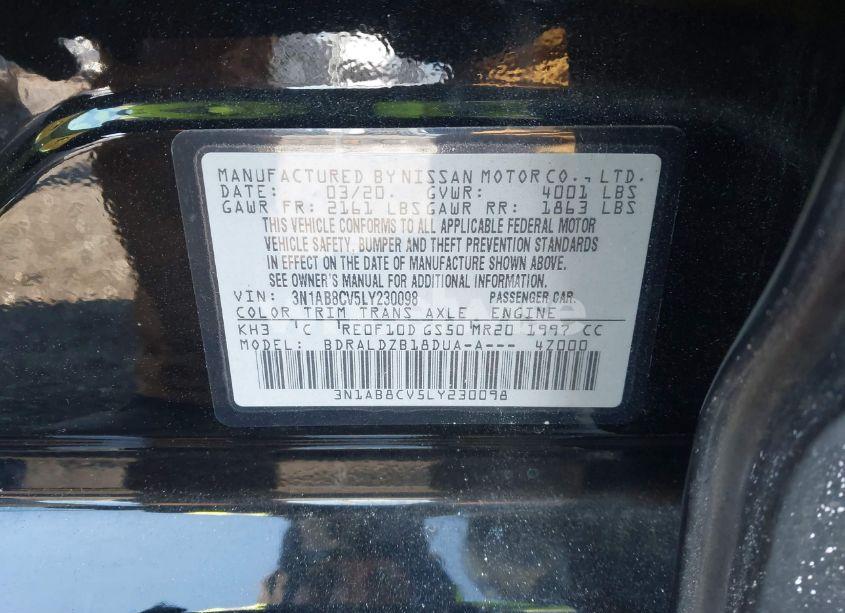 MANUFACTURED BY NISSAN MOTOR CO., LTD.
DATE: 03/20. GVWR: 4001 LBS
GAWR FR: 2161 LBS GAWR RR: 1863 LBS
THIS VEHICLE CONFORMS TO ALL APPLICABLE FEDERAL MOTOR
VEHICLE SAFETY, BUMPER AND THEFT PREVENTION STANDARDS
IN EFFECT ON THE DATE OF MANUFACTURE SHOWN ABOVE.
SEE OWNER'S MANUAL FOR ADDITIONAL INFORMATION.
VIN: 3N1AB8CV5LY230098 PASSENGER CAR.
COLOR TRIM TRANS AXLE ENGINE
KH3 'C 'RE0F10D GS50 MR20 1997 CC
MODEL: BDRALDZB18DUA-A--- 47000
3N1AB8CV5LY230098